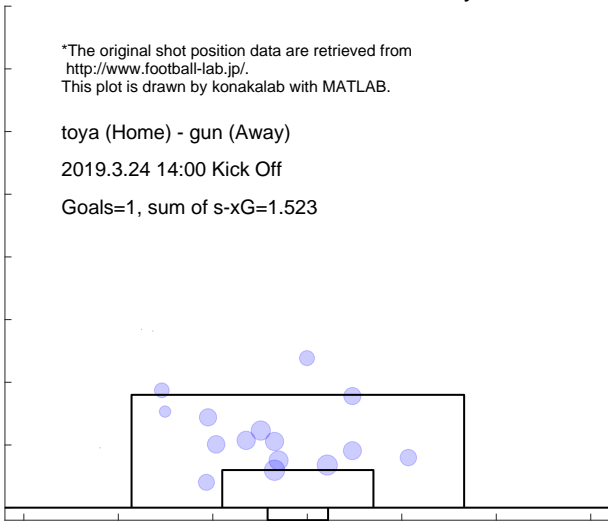 *The original shot position data are retrieved from
http://www.football-lab.jp/.
This plot is drawn by konakalab with MATLAB.
toya (Home) - gun (Away)
2019.3.24 14:00 Kick Off
Goals=1, sum of s-xG=1.523